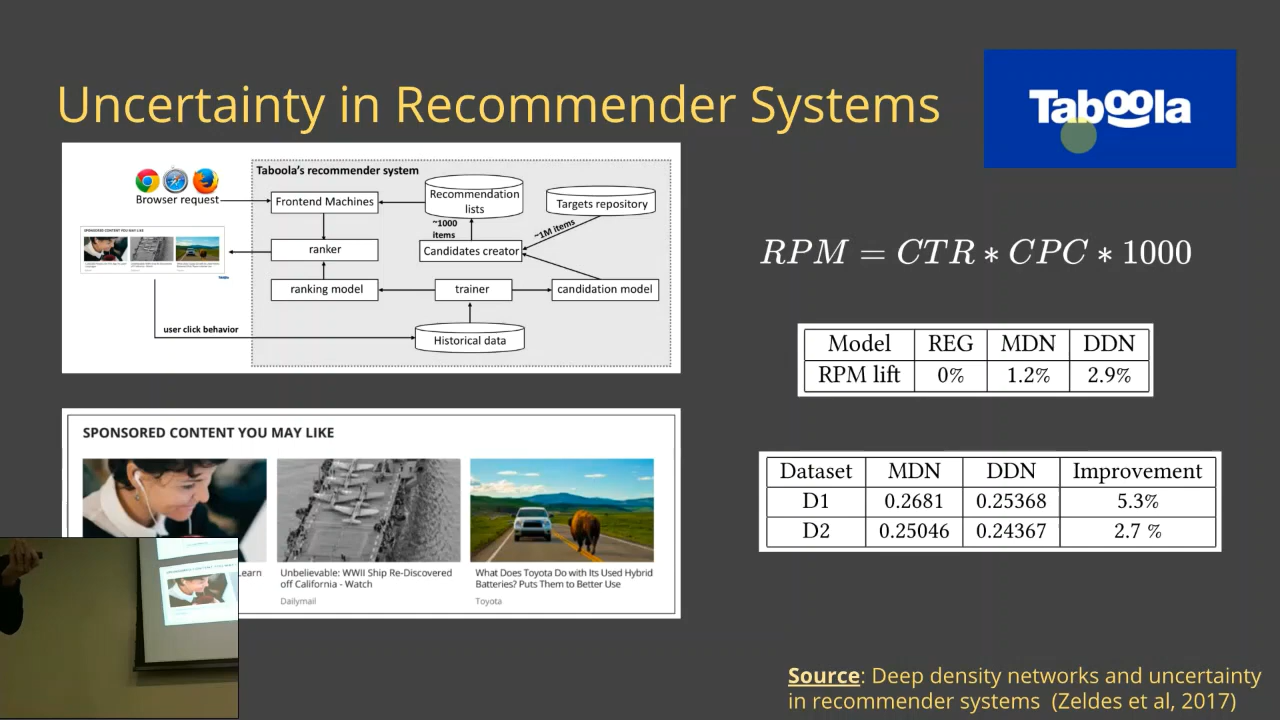 Uncertainty in Recommender Systems
Taboola
Taboola's recommender system
Browser request
Frontend Machines
Recommendation
lists
Targets repository
~1000
items
~1M items
ranker
Candidates creator
ranking model
trainer
candidation model
user click behavior
Historical data
RPM = CTR * CPC * 1000
Model REG MDN DDN
RPM lift 0% 1.2% 2.9%
SPONSORED CONTENT YOU MAY LIKE
Learn
Unbelievable: WWII Ship Re-Discovered
off California - Watch
Dailymail
What Does Toyota Do with Its Used Hybrid
Batteries? Puts Them to Better Use
Toyota
Dataset MDN DDN Improvement
D1 0.2681 0.25368 5.3%
D2 0.25046 0.24367 2.7 %
Source: Deep density networks and uncertainty
in recommender systems (Zeldes et al, 2017)